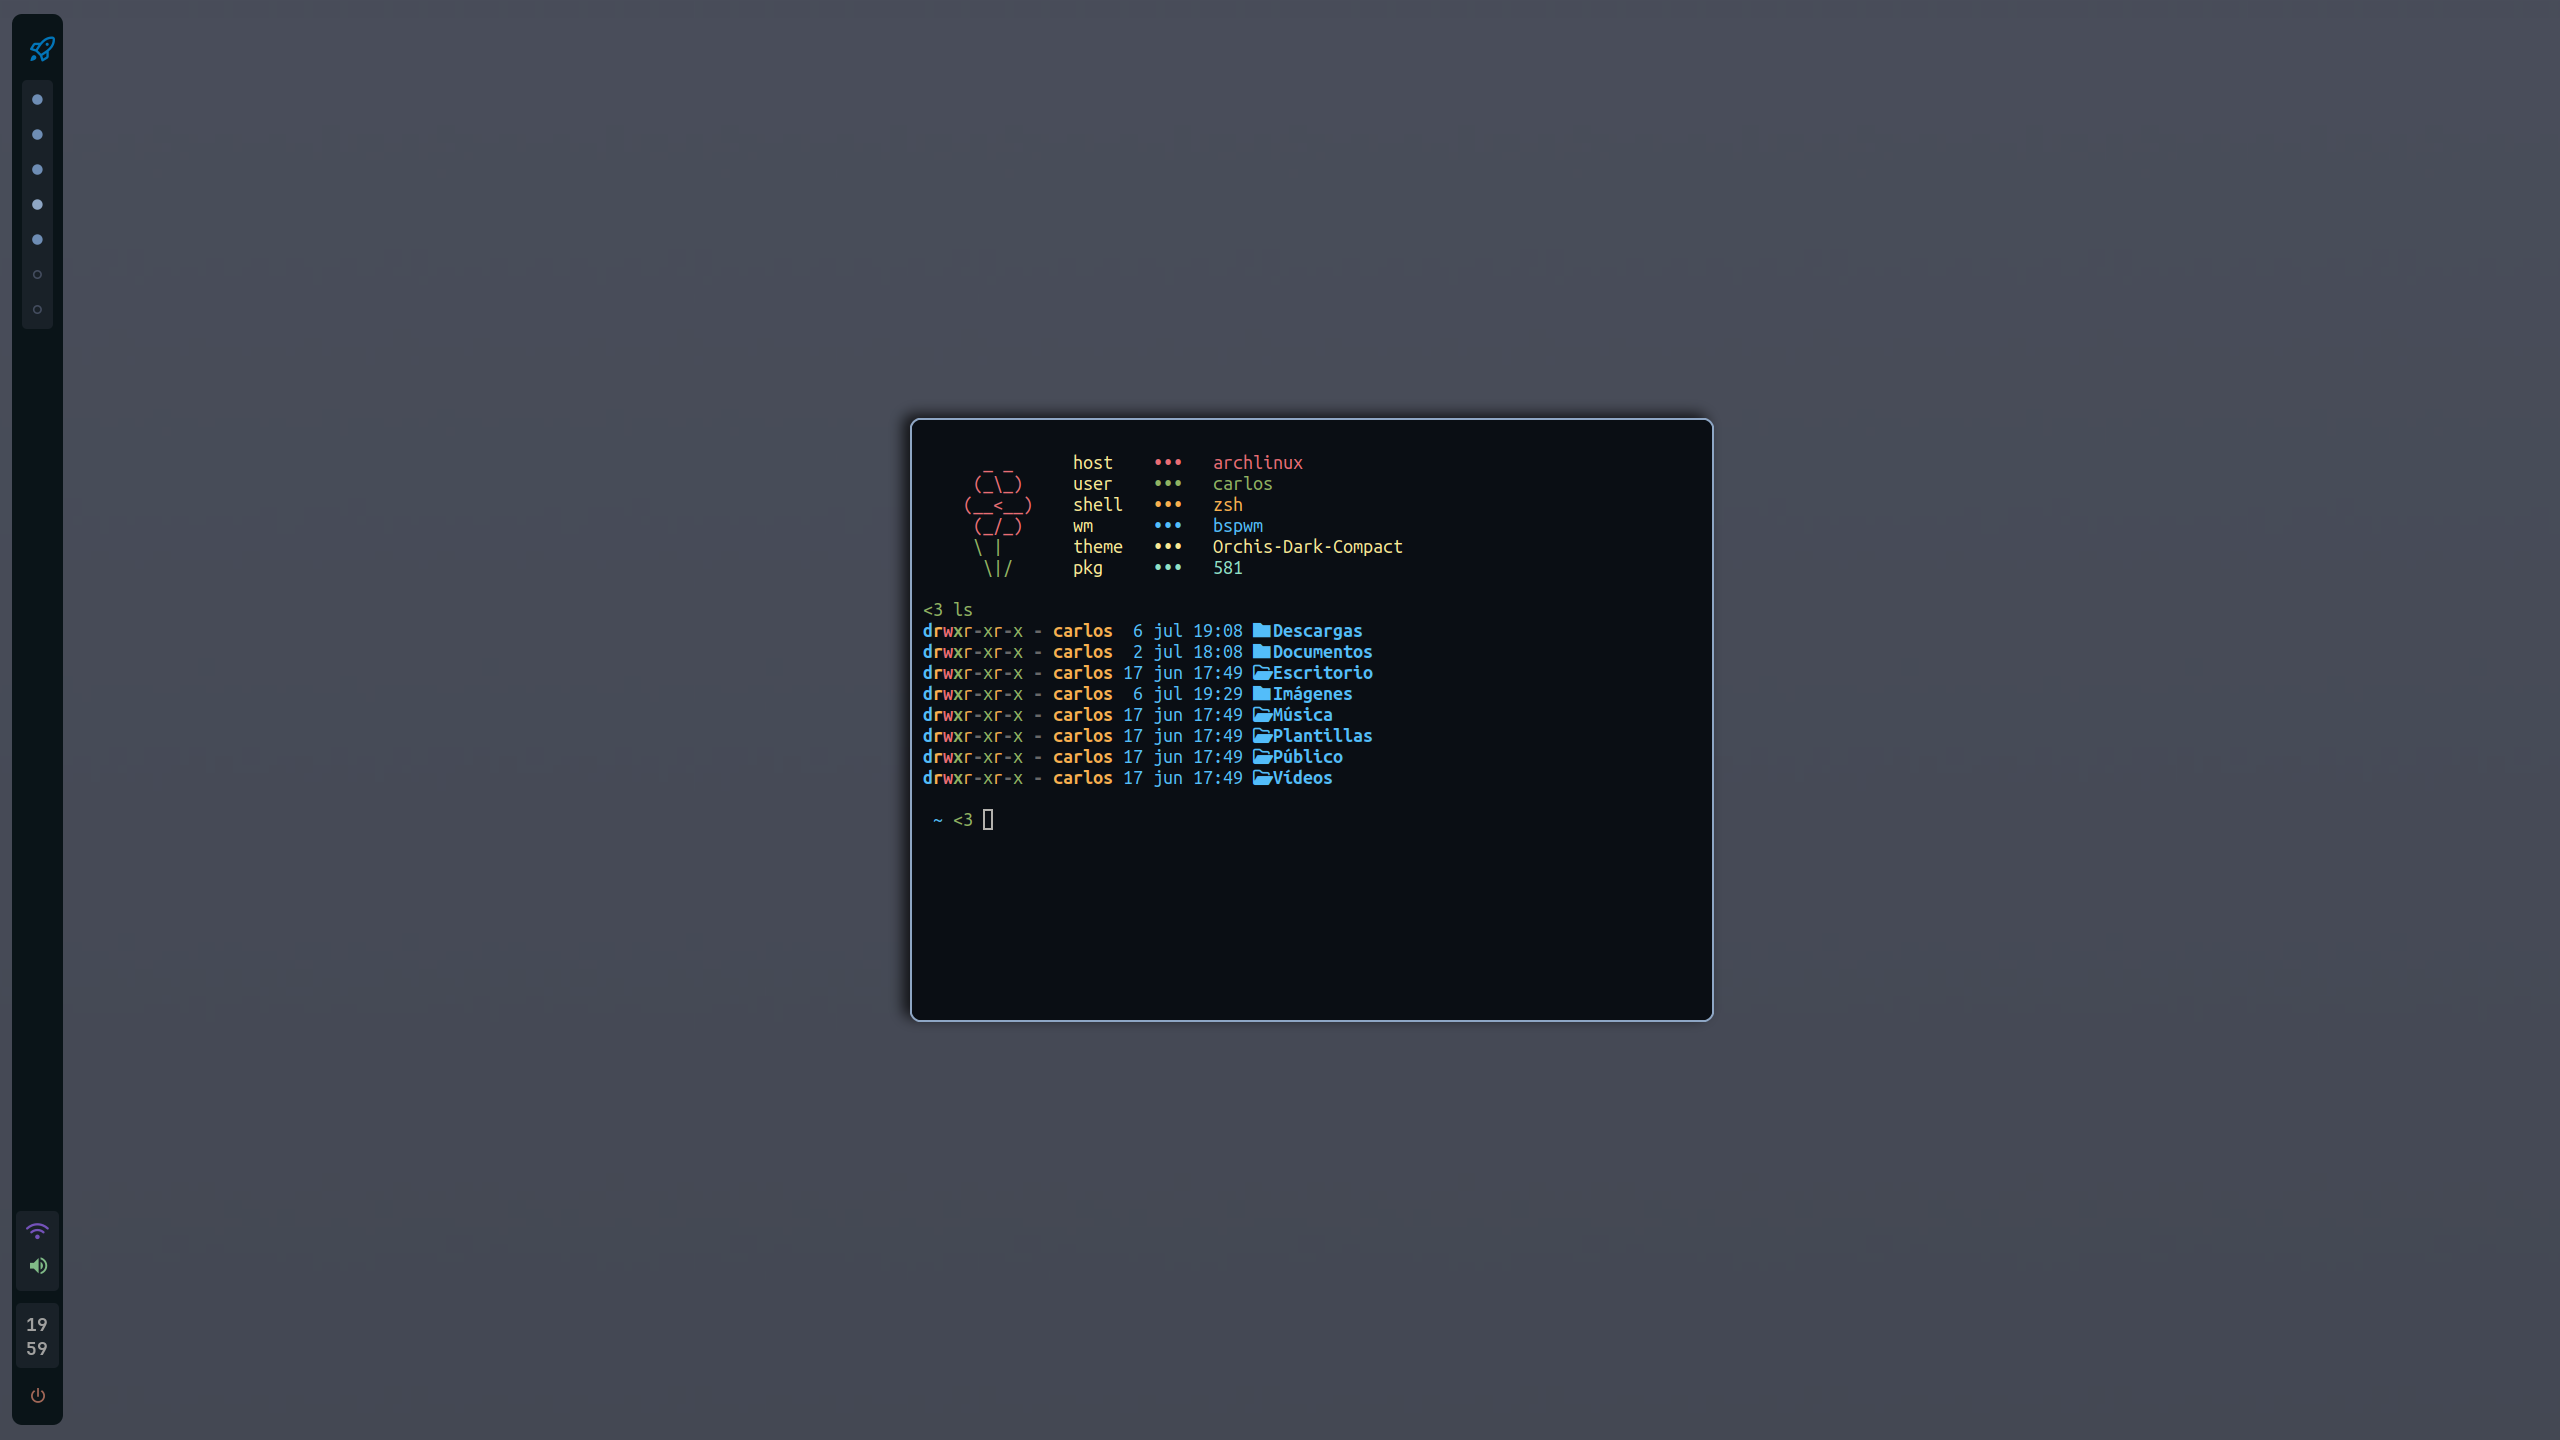 host ••• archlinux
user ••• carlos
shell ••• zsh
wm ••• bspwm
theme ••• Orchis-Dark-Compact
pkg ••• 581
<3 ls
drwxr-xr-x - carlos  6 jul 19:08 Descargas
drwxr-xr-x - carlos  2 jul 18:08 Documentos
drwxr-xr-x - carlos 17 jun 17:49 Escritorio
drwxr-xr-x - carlos  6 jul 19:29 Imágenes
drwxr-xr-x - carlos 17 jun 17:49 Música
drwxr-xr-x - carlos 17 jun 17:49 Plantillas
drwxr-xr-x - carlos 17 jun 17:49 Público
drwxr-xr-x - carlos 17 jun 17:49 Vídeos
~ <3
19
59